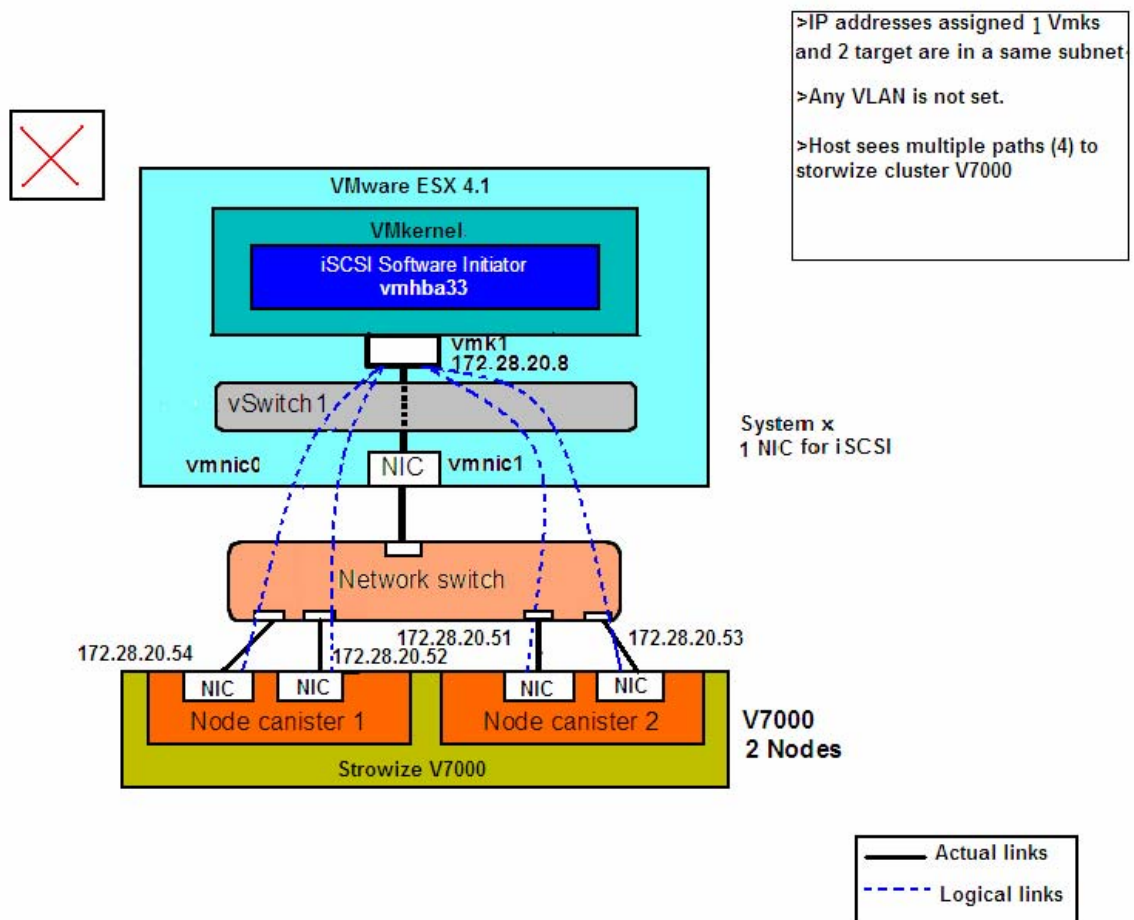 >IP addresses assigned 1 Vmks
and 2 target are in a same subnet
>Any VLAN is not set.
>Host sees multiple paths (4) to
storwize cluster V7000
VMware ESX 4.1
VMkernel
iSCSI Software Initiator
vmhba33
vmk1
172.28.20.8
vSwitch1
System x
1 NIC for iSCSI
vmnic0
NIC
vmnic1
Network switch
172.28.20.54
172.28.20.52
172.28.20.51
172.28.20.53
NIC
NIC
NIC
NIC
Node canister 1
Node canister 2
V7000
2 Nodes
Strowize V7000
Actual links
Logical links